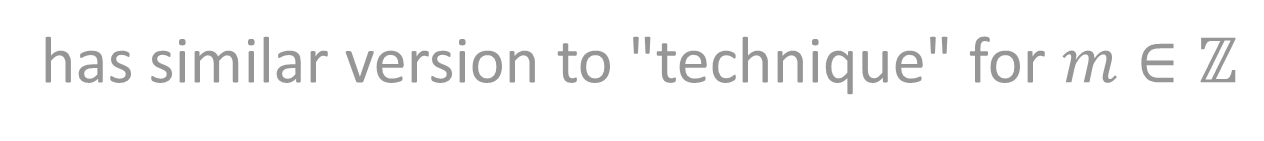 has similar version to "technique" for 𝑚 ∈ ℤ